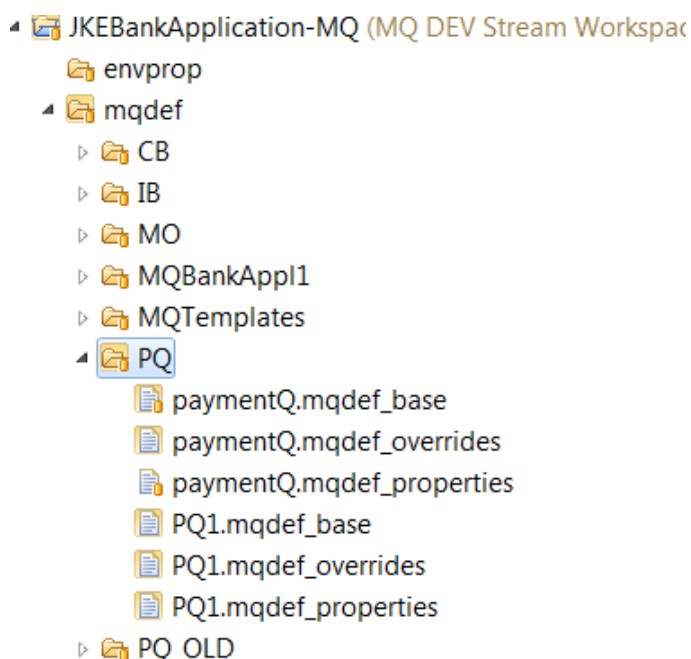 JKEBankApplication-MQ (MQ DEV Stream Workspac
envprop
mqdef
CB
IB
MO
MQBankAppl1
MQTemplates
PQ
paymentQ.mqdef_base
paymentQ.mqdef_overrides
paymentQ.mqdef_properties
PQ1.mqdef_base
PQ1.mqdef_overrides
PQ1.mqdef_properties
PQ_OLD